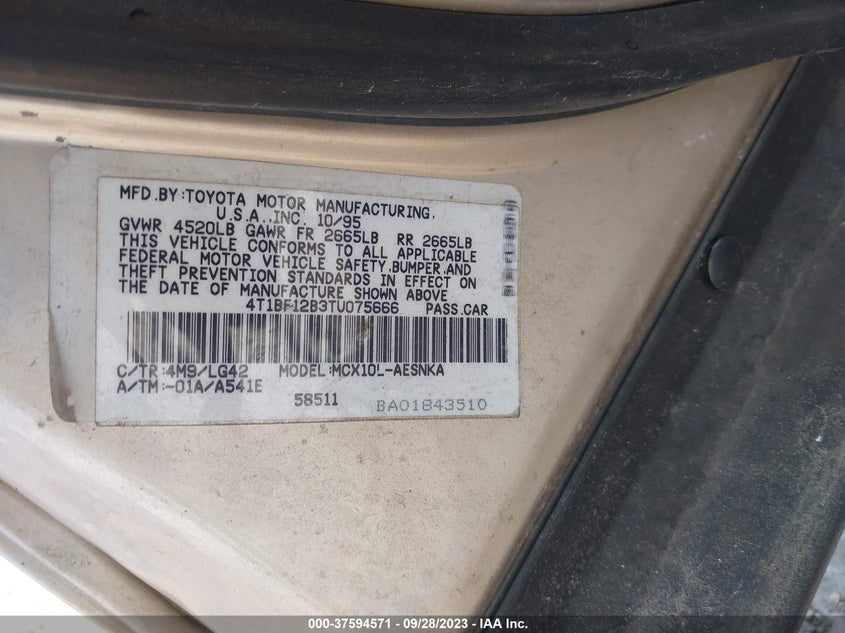 MFD.BY:TOYOTA MOTOR MANUFACTURING,
U.S.A.,INC. 10/95
GVWR 4520LB GAWR FR 2665LB RR 2665LB
THIS VEHICLE CONFORMS TO ALL APPLICABLE
FEDERAL MOTOR VEHICLE SAFETY,BUMPER,AND
THEFT PREVENTION STANDARDS IN EFFECT ON
THE DATE OF MANUFACTURE SHOWN ABOVE
4T1BF12B3TU075666 PASS.CAR
C/TR:4M9/LG42 MODEL:MCX10L-AESNKA
A/TM:-01A/A541E
58511 BA01843510
000-37594571 - 09/28/2023 - © IAA Inc.